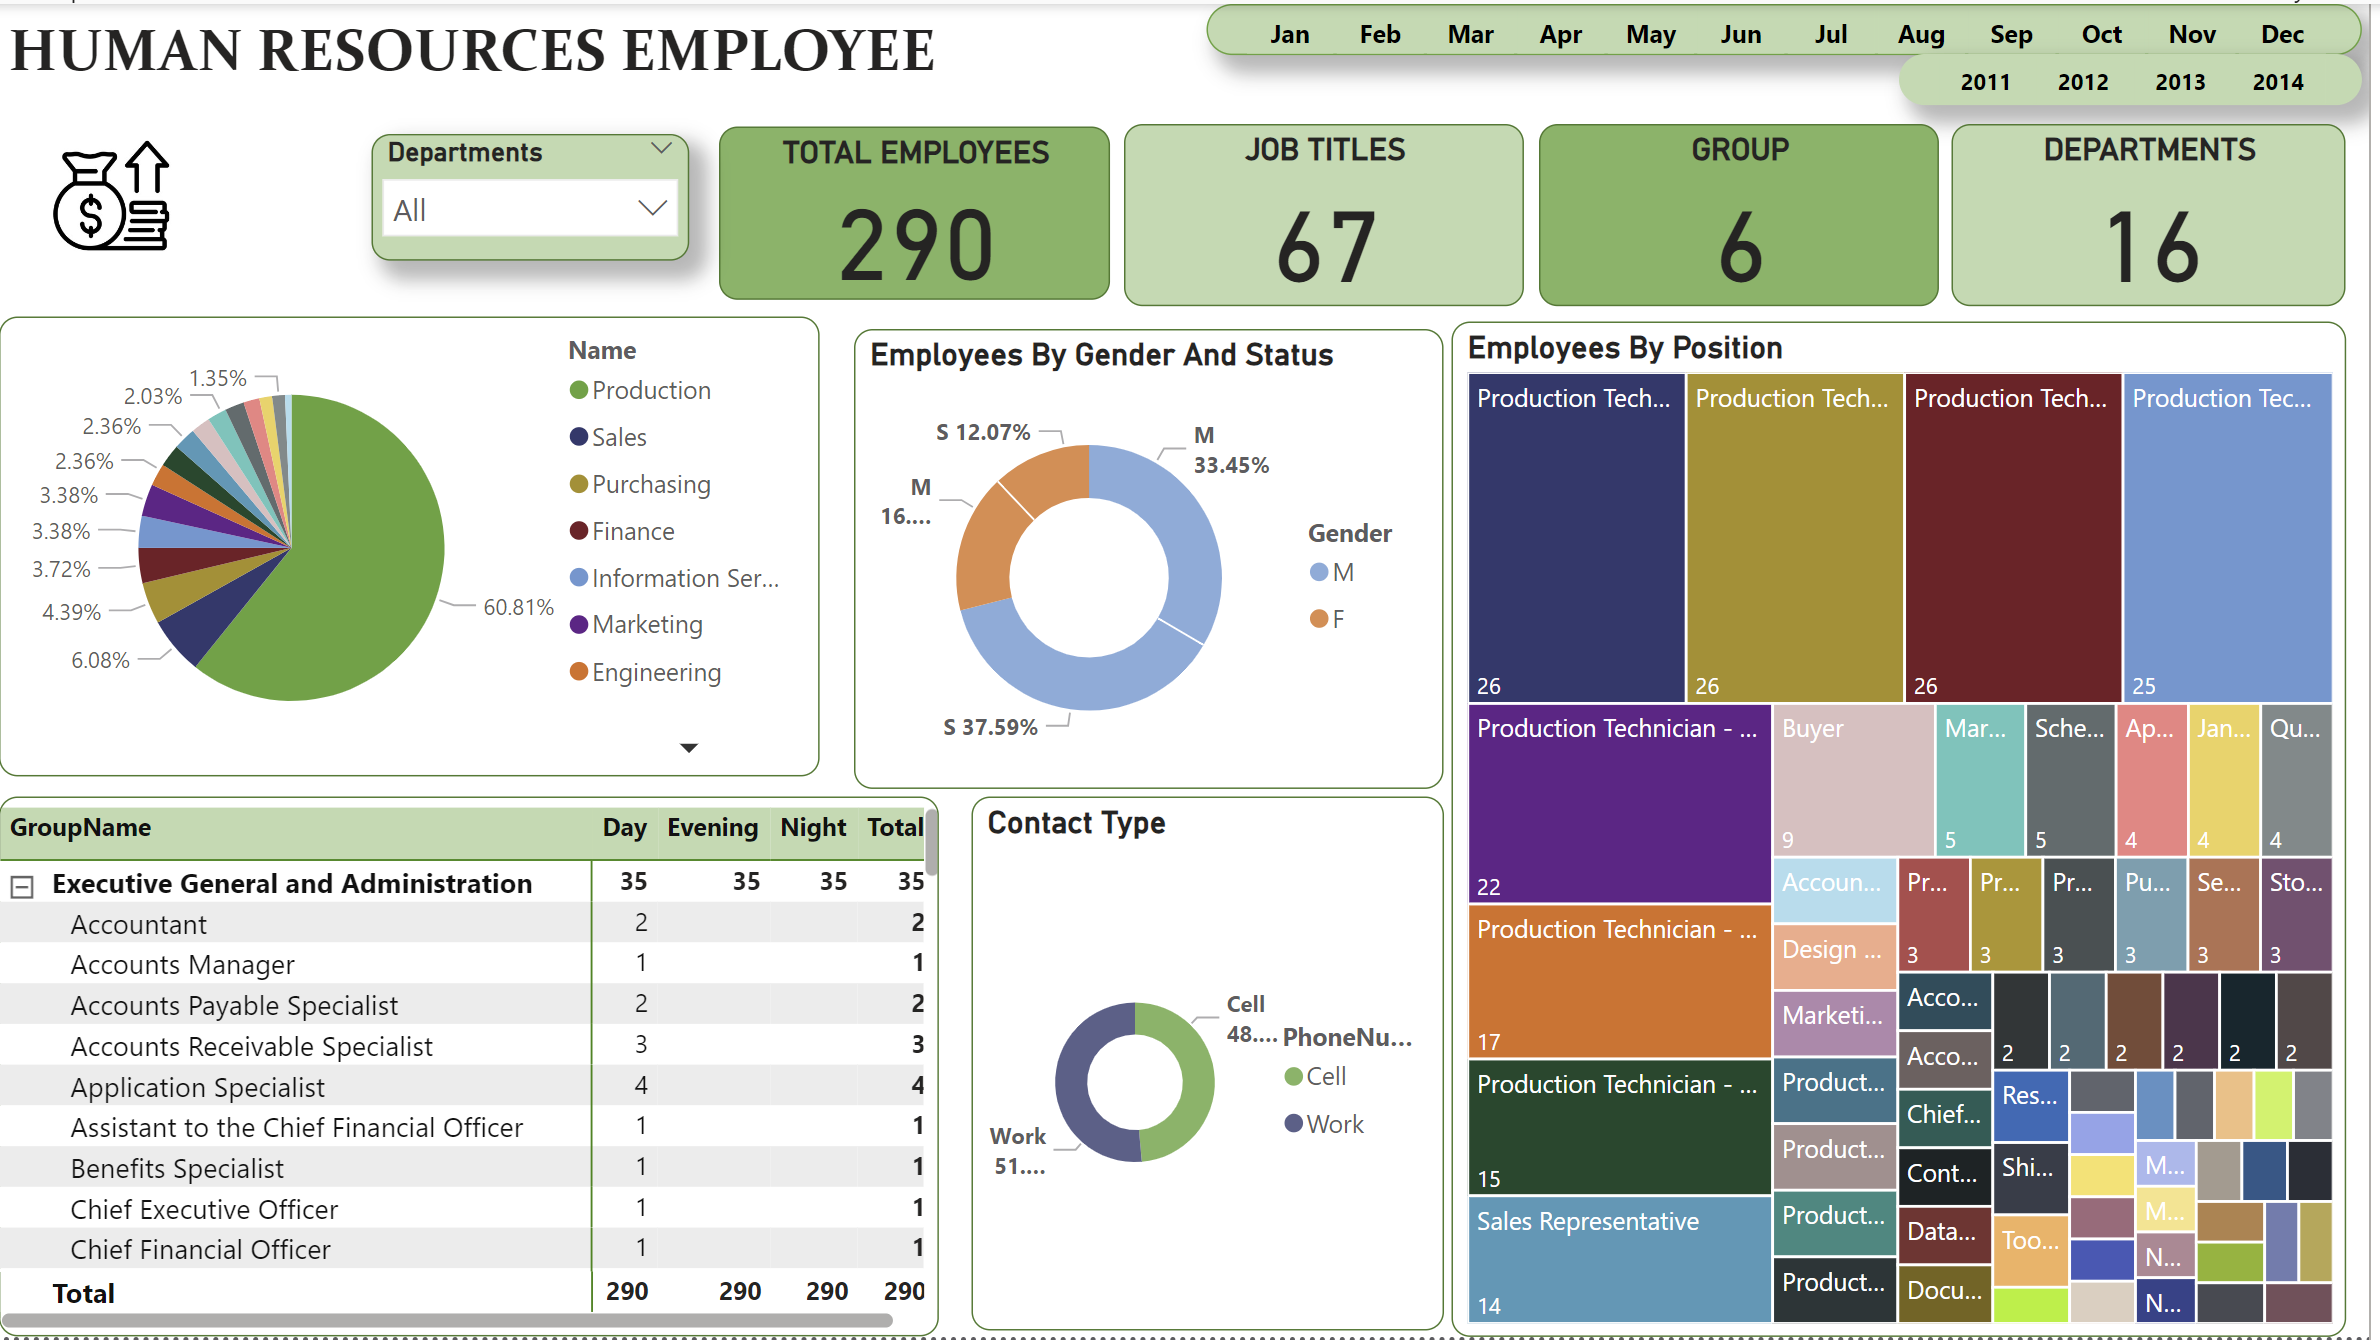 HUMAN RESOURCES EMPLOYEE
Jan Feb Mar Apr May Jun Jul Aug Sep Oct Nov Dec
2011 2012 2013 2014
Departments
All
TOTAL EMPLOYEES
290
JOB TITLES
67
GROUP
6
DEPARTMENTS
16
$
1.35%
2.03%
2.36%
2.36%
3.38%
3.38%
3.72%
4.39%
6.08%
60.81%
Name
Production
Sales
Purchasing
Finance
Information Ser...
Marketing
Engineering
Employees By Gender And Status
S 12.07%
M
33.45%
M
16....
S 37.59%
Gender
M
F
Employees By Position
Production Tech...
26
Production Tech...
26
Production Tech...
26
Production Tec...
25
Production Technician - ...
22
Production Technician - ...
17
Production Technician - ...
15
Sales Representative
14
Buyer
9
Mar...
5
Sche...
5
Ap...
4
Jan...
4
Qu...
4
Accoun...
Design ...
Marketi...
Product...
Product...
Product...
Product...
Pr...
3
Pr...
3
Pr...
3
Pu...
3
Se...
3
Sto...
3
Acco...
Acco...
Chief...
Cont...
Data...
Docu...
2
2
2
2
2
2
Res...
Shi...
Too...
M...
M...
N...
N...
GroupName Day Evening Night Total
Executive General and Administration 35 35 35 35
Accountant 2 2
Accounts Manager 1 1
Accounts Payable Specialist 2 2
Accounts Receivable Specialist 3 3
Application Specialist 4 4
Assistant to the Chief Financial Officer 1 1
Benefits Specialist 1 1
Chief Executive Officer 1 1
Chief Financial Officer 1 1
Total 290 290 290 290
Contact Type
Cell
48....
Work
51....
PhoneNu...
Cell
Work